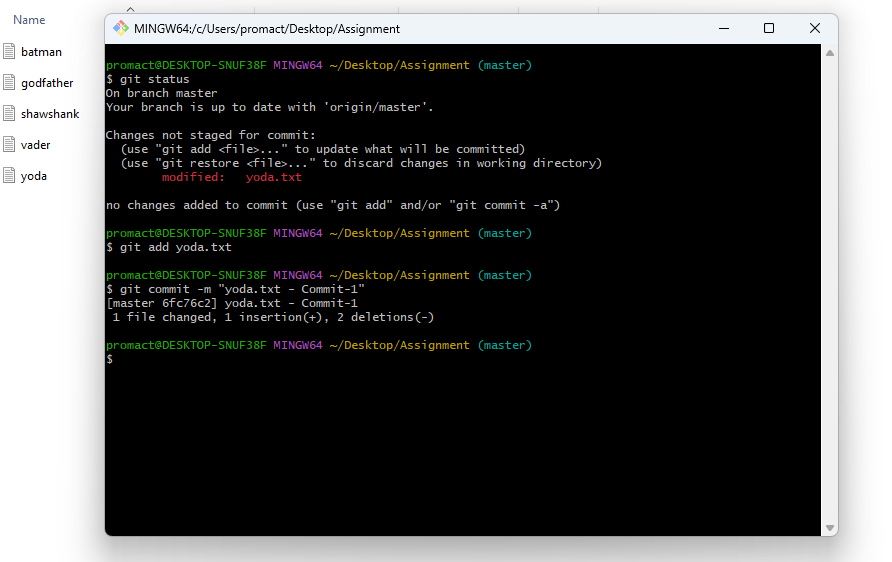 Name
batman
godfather
shawshank
vader
yoda
MINGW64:/c/Users/promact/Desktop/Assignment
promact@DESKTOP-SNUF38F MINGW64 ~/Desktop/Assignment (master)
$ git status
On branch master
Your branch is up to date with 'origin/master'.
Changes not staged for commit:
(use "git add <file>..." to update what will be committed)
(use "git restore <file>..." to discard changes in working directory)
modified: yoda.txt
no changes added to commit (use "git add" and/or "git commit -a")
promact@DESKTOP-SNUF38F MINGW64 ~/Desktop/Assignment (master)
$ git add yoda.txt
promact@DESKTOP-SNUF38F MINGW64 ~/Desktop/Assignment (master)
$ git commit -m "yoda.txt - Commit-1"
[master 6fc76c2] yoda.txt - Commit-1
1 file changed, 1 insertion(+), 2 deletions(-)
promact@DESKTOP-SNUF38F MINGW64 ~/Desktop/Assignment (master)
$